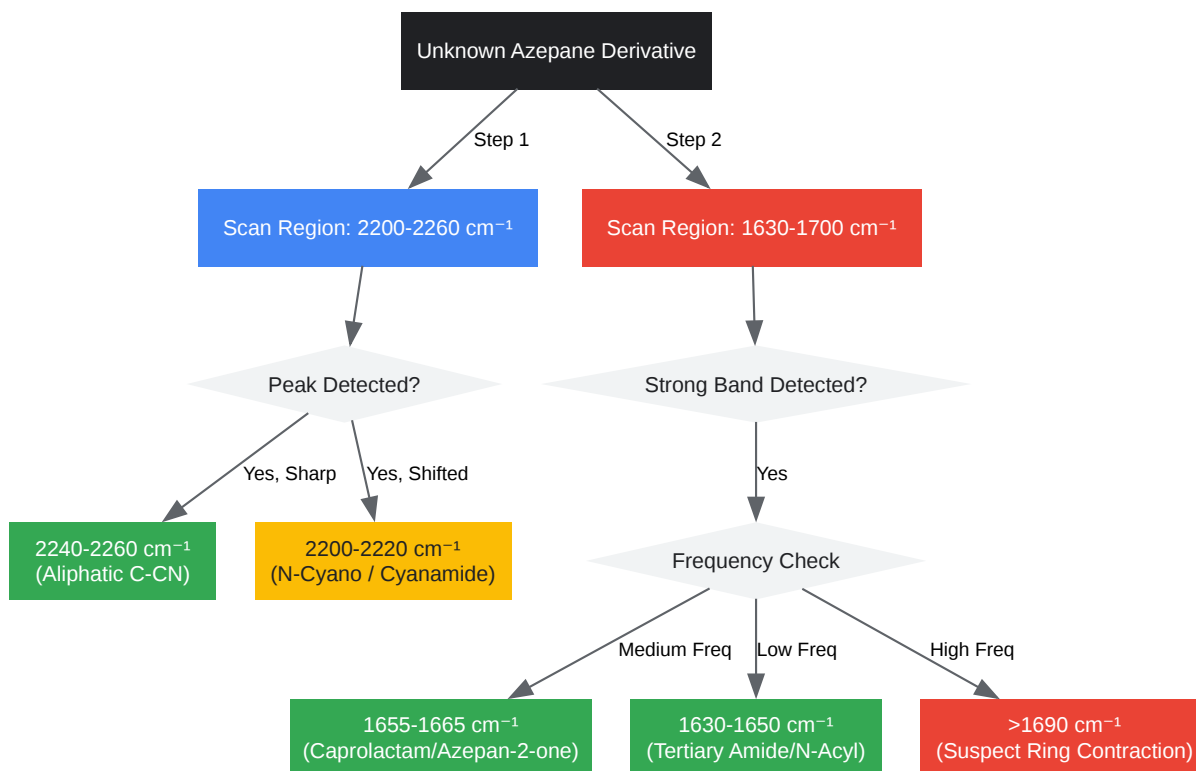 Unknown Azepane Derivative
Step 1
Step 2
Scan Region: 2200-2260 cm⁻¹
Scan Region: 1630-1700 cm⁻¹
Peak Detected?
Strong Band Detected?
Yes, Sharp
Yes, Shifted
Yes
2240-2260 cm⁻¹
(Aliphatic C-CN)
2200-2220 cm⁻¹
(N-Cyano / Cyanamide)
Frequency Check
Medium Freq
Low Freq
High Freq
1655-1665 cm⁻¹
(Caprolactam/Azepan-2-one)
1630-1650 cm⁻¹
(Tertiary Amide/N-Acyl)
>1690 cm⁻¹
(Suspect Ring Contraction)